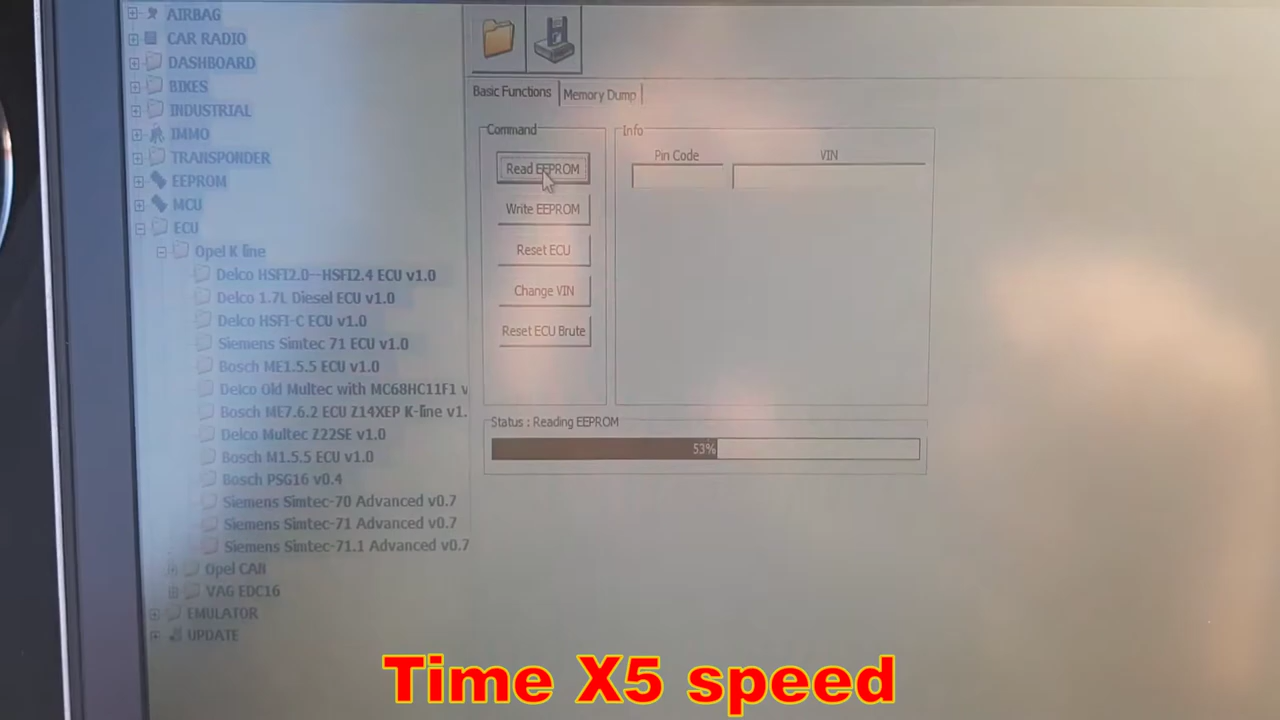 AIRBAG
CAR RADIO
DASHBOARD
BIKES
INDUSTRIAL
IMMO
TRANSPONDER
EEPROM
MCU
ECU
Opel K line
Delco HSFI2.0--HSFI2.4 ECU v1.0
Delco 1.7L Diesel ECU v1.0
Delco HSFI-C ECU v1.0
Siemens Simtec 71 ECU v1.0
Bosch ME1.5.5 ECU v1.0
Delco Old Multec with MC68HC11F1 v
Bosch ME7.6.2 ECU Z14XEP K-line v1.
Delco Multec Z22SE v1.0
Bosch M1.5.5 ECU v1.0
Bosch PSG16 v0.4
Siemens Simtec-70 Advanced v0.7
Siemens Simtec-71 Advanced v0.7
Siemens Simtec-71.1 Advanced v0.7
Opel CAR
VAG EDC16
EMULATOR
UPDATE
Basic Functions
Memory Dump
Command
Read EEPROM
Write EEPROM
Reset ECU
Change VIN
Reset ECU Brute
Info
Pin Code
VIN
Status : Reading EEPROM
53%
Time X5 speed